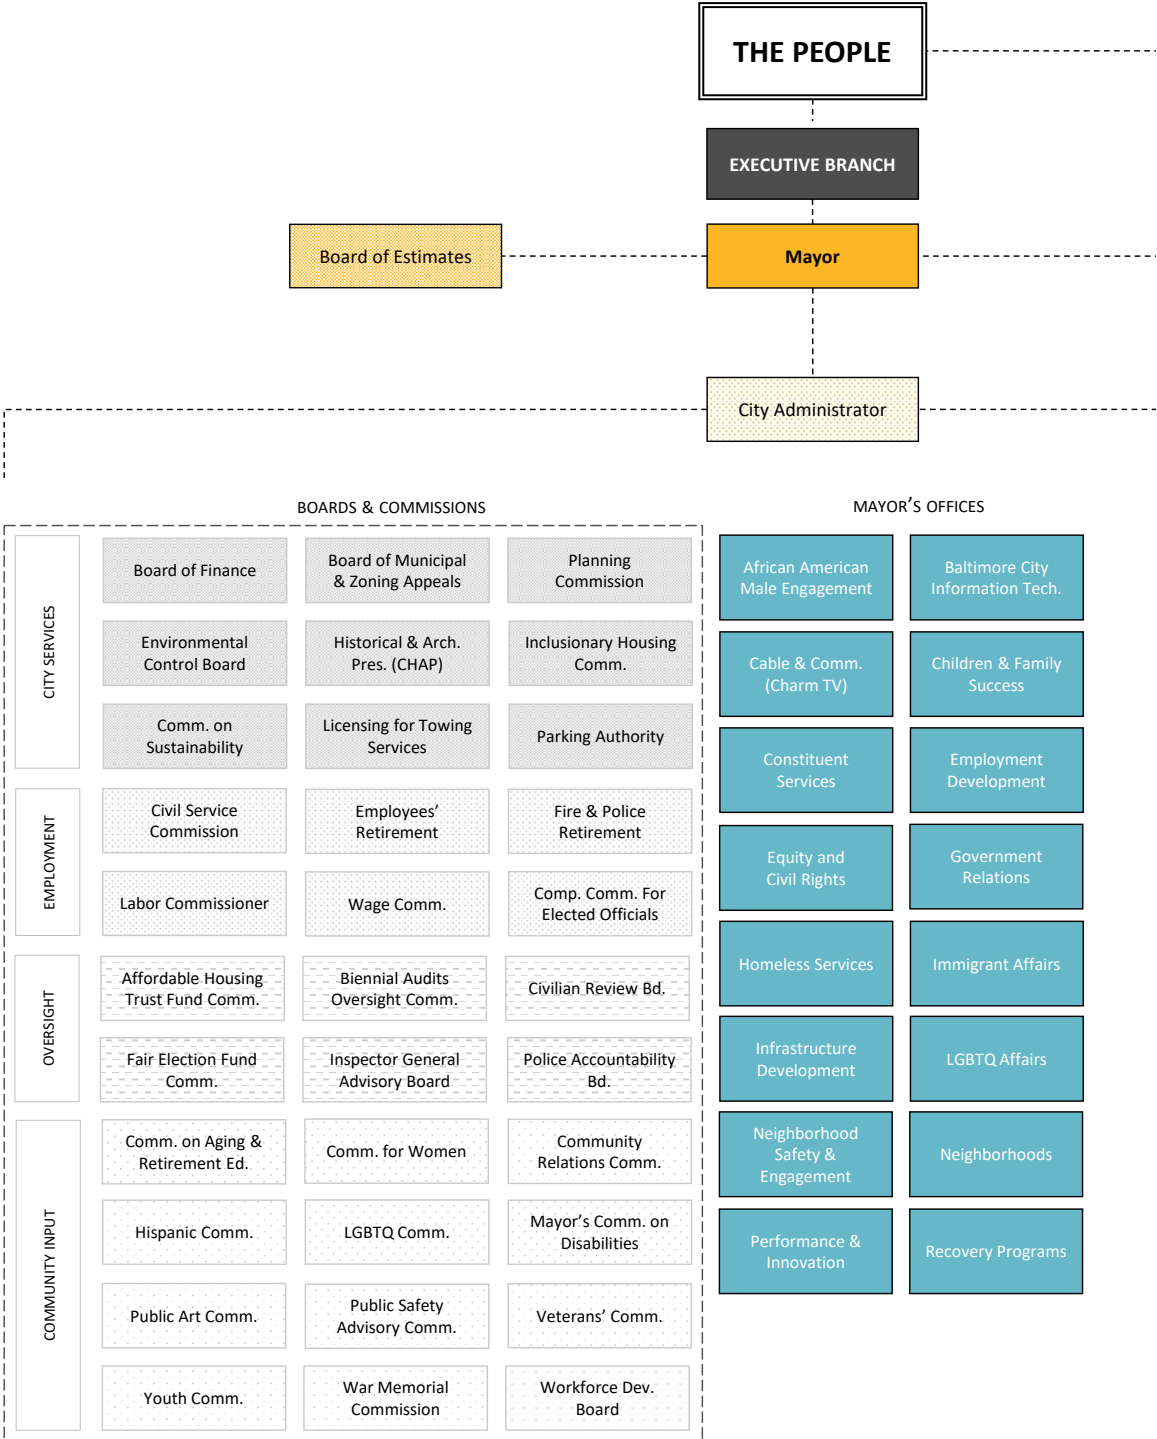 THE PEOPLE
EXECUTIVE BRANCH
Board of Estimates
Mayor
City Administrator
BOARDS & COMMISSIONS
CITY SERVICES
Board of Finance
Board of Municipal
& Zoning Appeals
Planning
Commission
Environmental
Control Board
Historical & Arch.
Pres. (CHAP)
Inclusionary Housing
Comm.
Comm. on
Sustainability
Licensing for Towing
Services
Parking Authority
EMPLOYMENT
Civil Service
Commission
Employees’
Retirement
Fire & Police
Retirement
Labor Commissioner
Wage Comm.
Comp. Comm. For
Elected Officials
OVERSIGHT
Affordable Housing
Trust Fund Comm.
Biennial Audits
Oversight Comm.
Civilian Review Bd.
Fair Election Fund
Comm.
Inspector General
Advisory Board
Police Accountability
Bd.
COMMUNITY INPUT
Comm. on Aging &
Retirement Ed.
Comm. for Women
Community
Relations Comm.
Hispanic Comm.
LGBTQ Comm.
Mayor’s Comm. on
Disabilities
Public Art Comm.
Public Safety
Advisory Comm.
Veterans’ Comm.
Youth Comm.
War Memorial
Commission
Workforce Dev.
Board
MAYOR’S OFFICES
African American
Male Engagement
Baltimore City
Information Tech.
Cable & Comm.
(Charm TV)
Children & Family
Success
Constituent
Services
Employment
Development
Equity and
Civil Rights
Government
Relations
Homeless Services
Immigrant Affairs
Infrastructure
Development
LGBTQ Affairs
Neighborhood
Safety &
Engagement
Neighborhoods
Performance &
Innovation
Recovery Programs